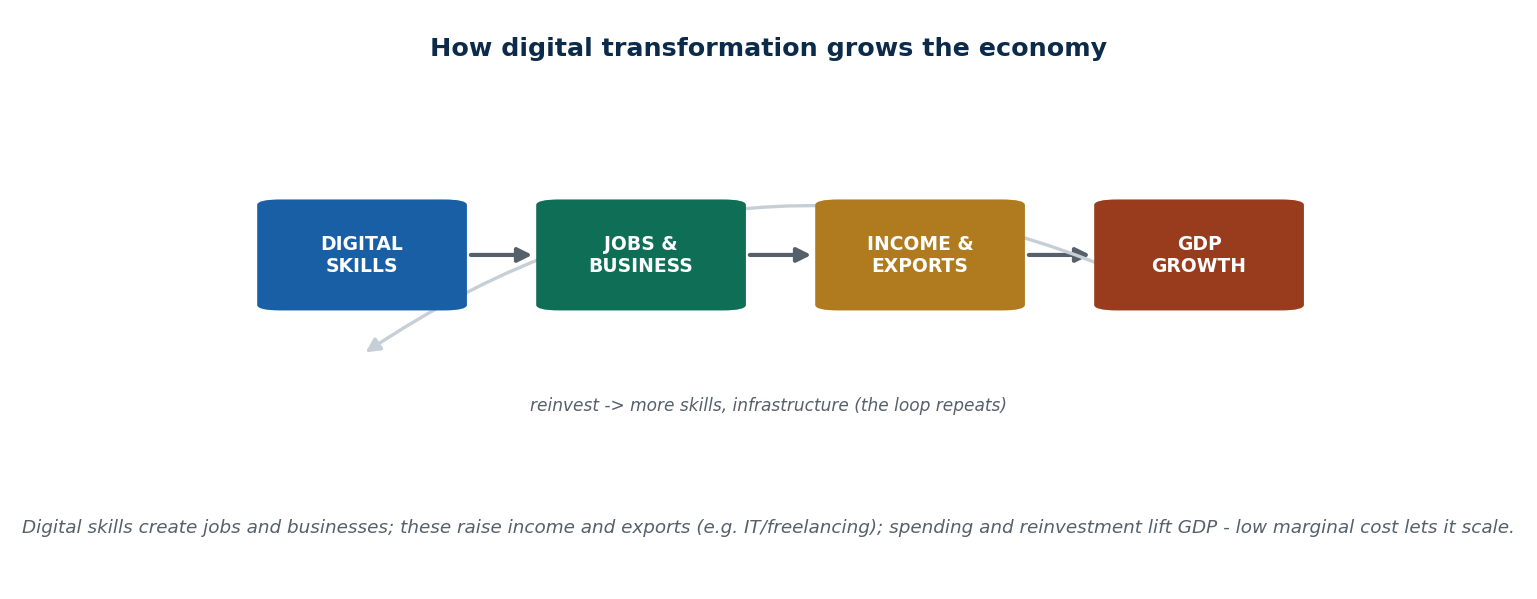 How digital transformation grows the economy
DIGITAL
SKILLS
JOBS &
BUSINESS
INCOME &
EXPORTS
GDP
GROWTH
reinvest -> more skills, infrastructure (the loop repeats)
Digital skills create jobs and businesses; these raise income and exports (e.g. IT/freelancing); spending and reinvestment lift GDP - low marginal cost lets it scale.